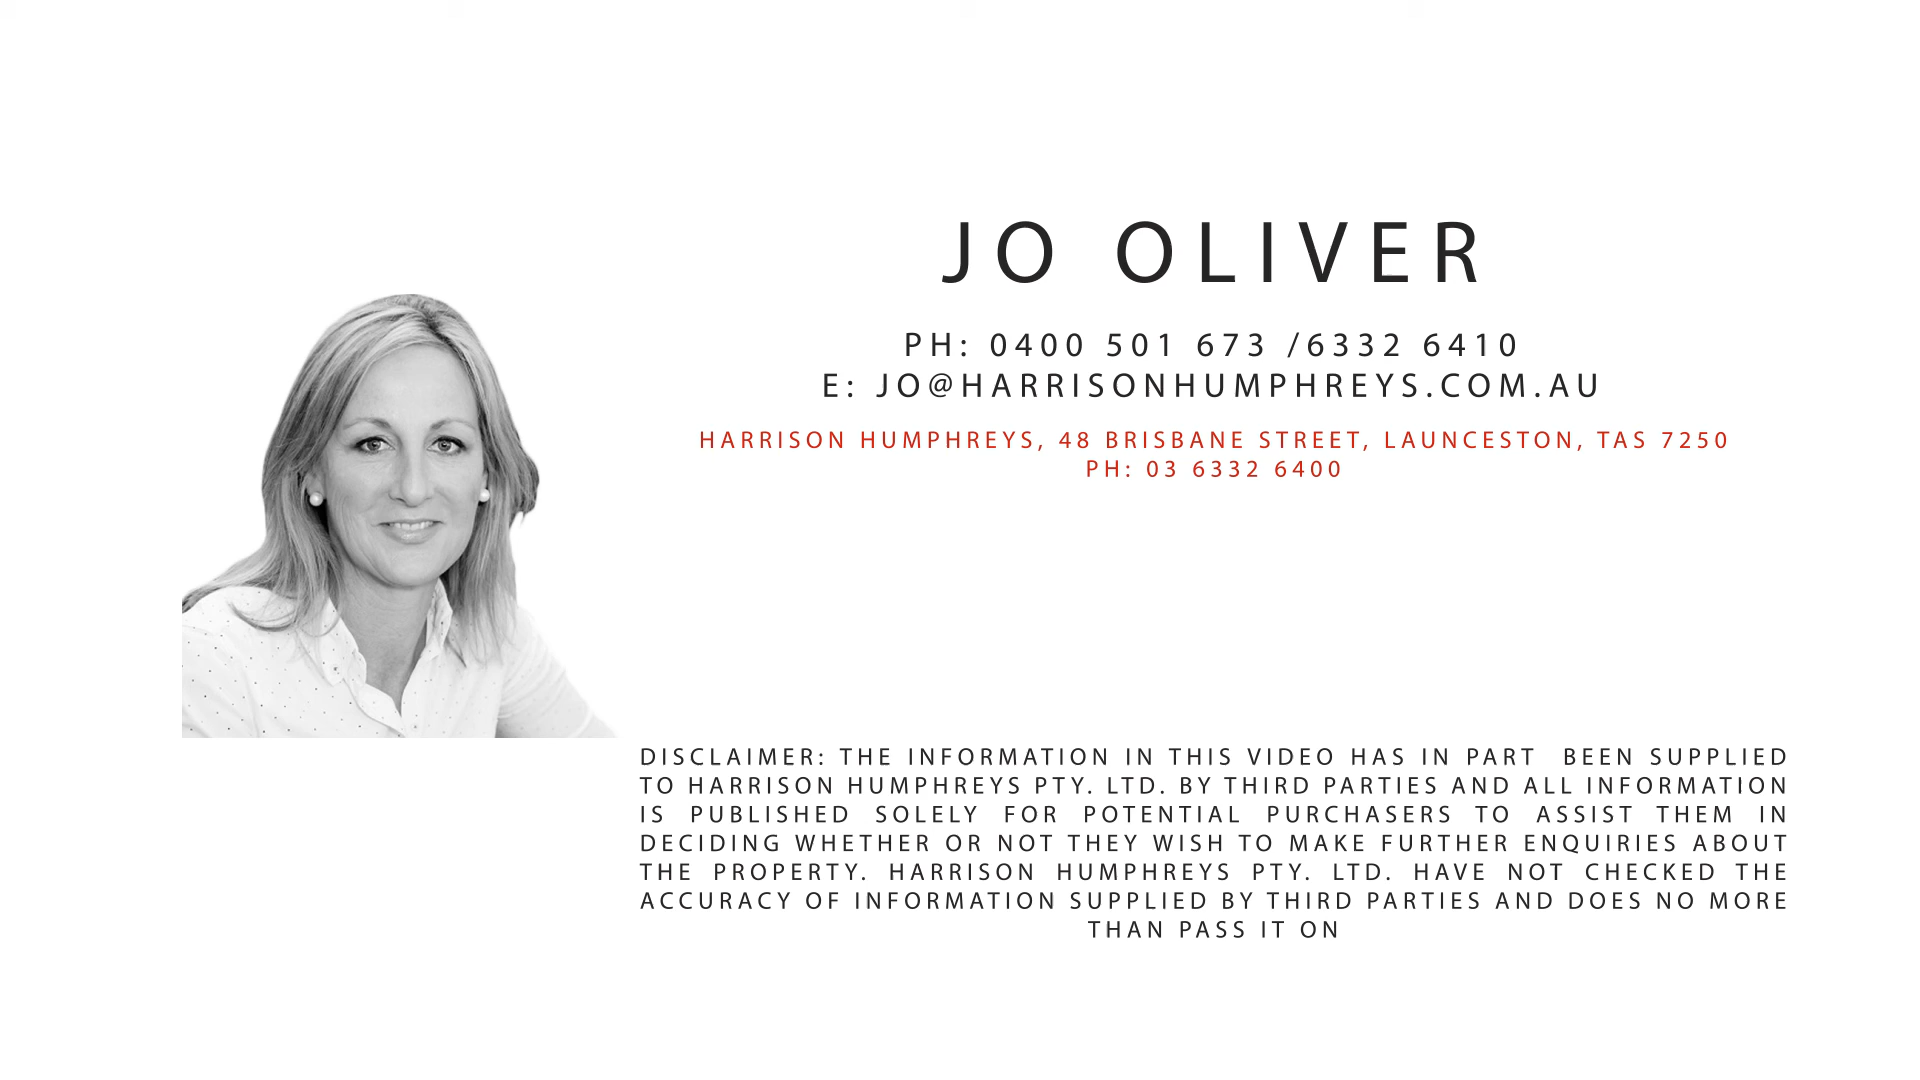 JO OLIVER
PH: 0400 501 673 /6332 6410
E: JO@HARRISONHUMPHREYS.COM.AU
HARRISON HUMPHREYS, 48 BRISBANE STREET, LAUNCESTON, TAS 7250
PH: 03 6332 6400
DISCLAIMER: THE INFORMATION IN THIS VIDEO HAS IN PART BEEN SUPPLIED
TO HARRISON HUMPHREYS PTY. LTD. BY THIRD PARTIES AND ALL INFORMATION
IS PUBLISHED SOLELY FOR POTENTIAL PURCHASERS TO ASSIST THEM IN
DECIDING WHETHER OR NOT THEY WISH TO MAKE FURTHER ENQUIRIES ABOUT
THE PROPERTY. HARRISON HUMPHREYS PTY. LTD. HAVE NOT CHECKED THE
ACCURACY OF INFORMATION SUPPLIED BY THIRD PARTIES AND DOES NO MORE
THAN PASS IT ON